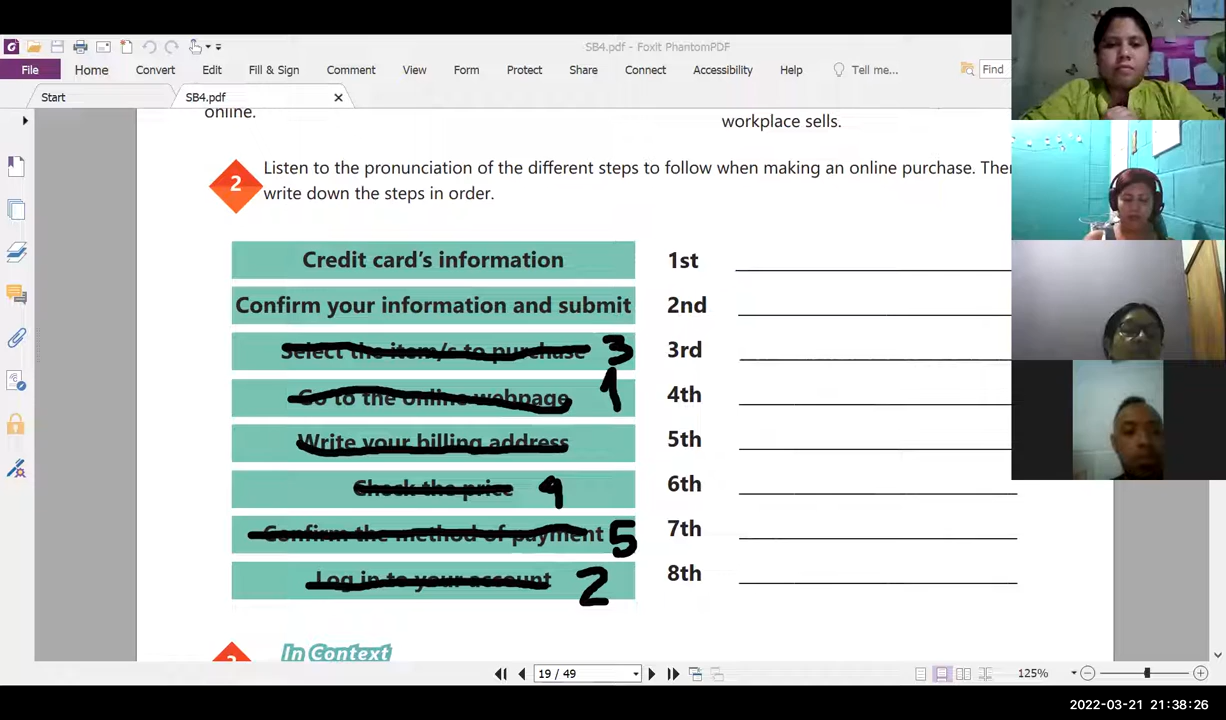 SB4.pdf - Foxit PhantomPDF
File Home Convert Edit Fill & Sign Comment View Form Protect Share Connect Accessibility Help Tell me... Find
Start SB4.pdf
online.
workplace sells.
2 Listen to the pronunciation of the different steps to follow when making an online purchase. The
write down the steps in order.
Credit card's information 1st
Confirm your information and submit 2nd
Select the item/s to purchase 3 3rd
Go to the online webpage 1 4th
Write your billing address 5th
Check the price 4 6th
Confirm the method of payment 5 7th
Log in to your account 2 8th
In Context
19 / 49 125%
2022-03-21 21:38:26